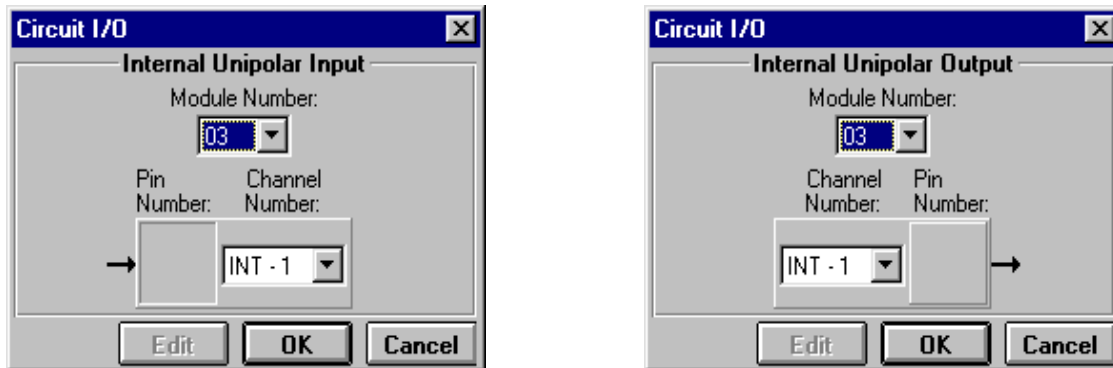 Circuit I/O
Internal Unipolar Input
Module Number:
03
Pin Number:
Channel Number:
INT - 1
Edit
OK
Cancel
Circuit I/O
Internal Unipolar Output
Module Number:
03
Channel Number:
Pin Number:
INT - 1
Edit
OK
Cancel